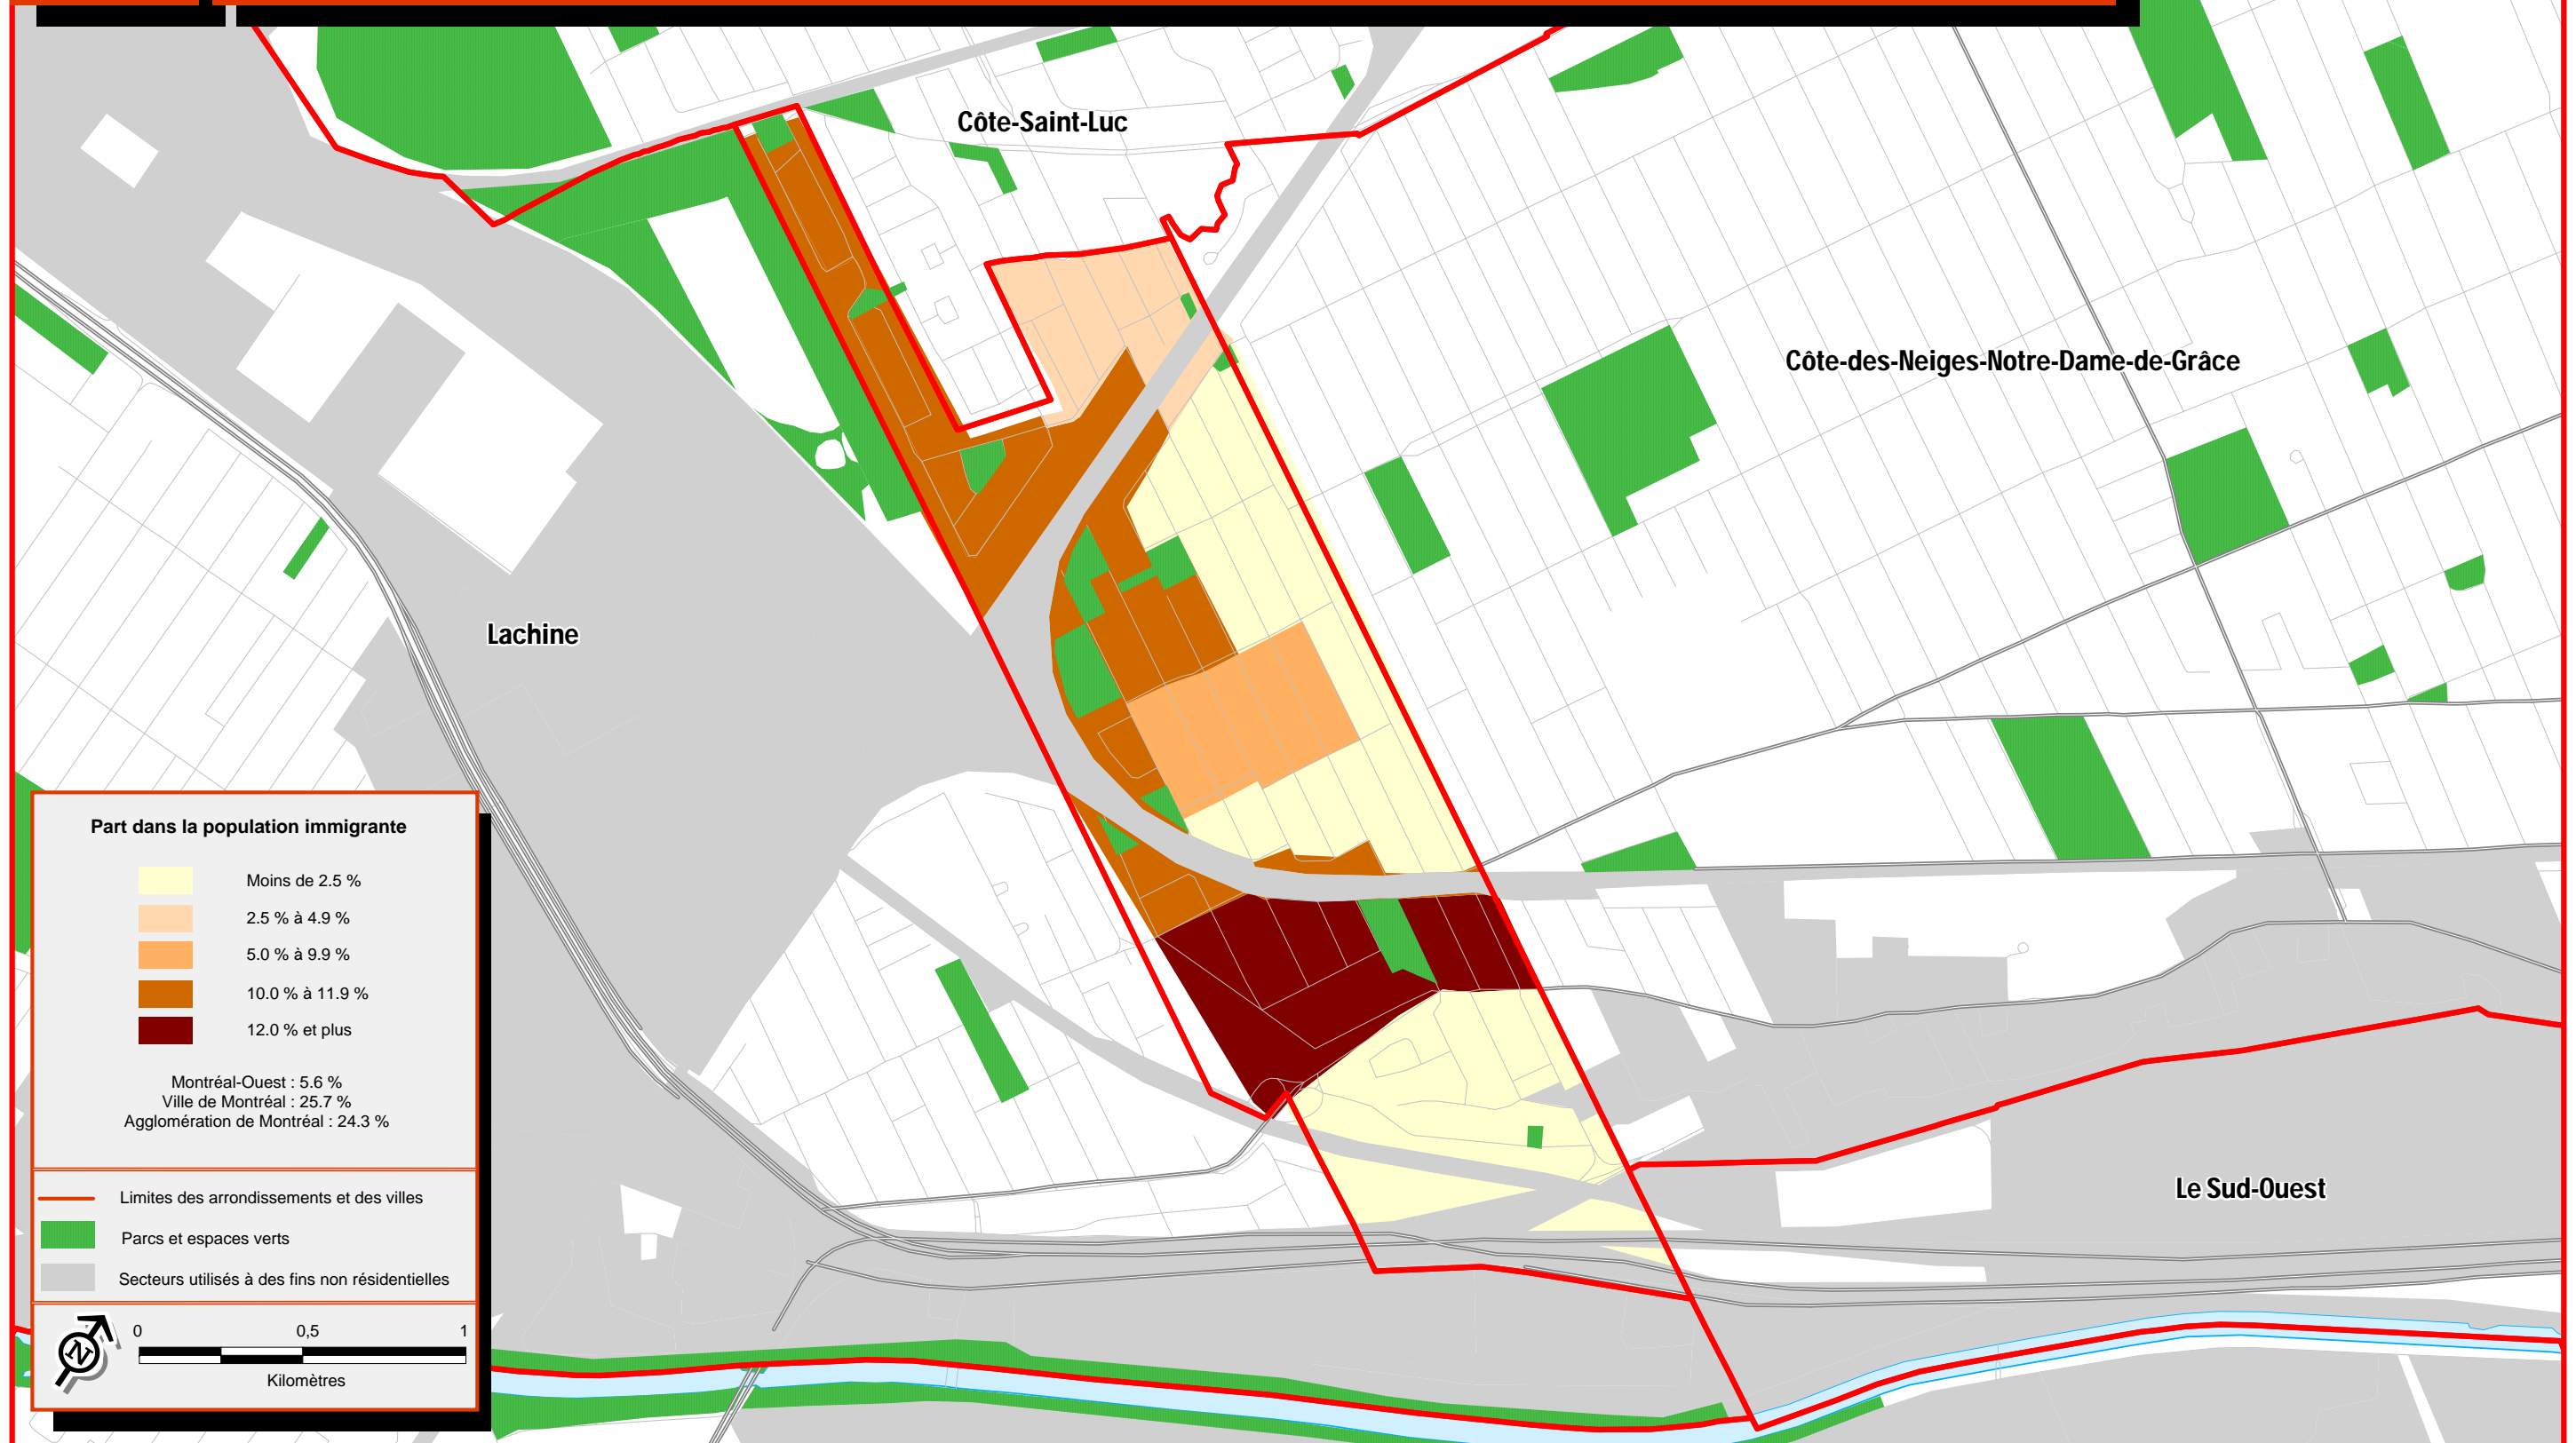 Côte-Saint-Luc
Côte-des-Neiges-Notre-Dame-de-Grâce
Lachine
Le Sud-Ouest
Part dans la population immigrante
Moins de 2.5 %
2.5 % à 4.9 %
5.0 % à 9.9 %
10.0 % à 11.9 %
12.0 % et plus
Montréal-Ouest : 5.6 %
Ville de Montréal : 25.7 %
Agglomération de Montréal : 24.3 %
Limites des arrondissements et des villes
Parcs et espaces verts
Secteurs utilisés à des fins non résidentielles
N
0 0,5 1
Kilomètres